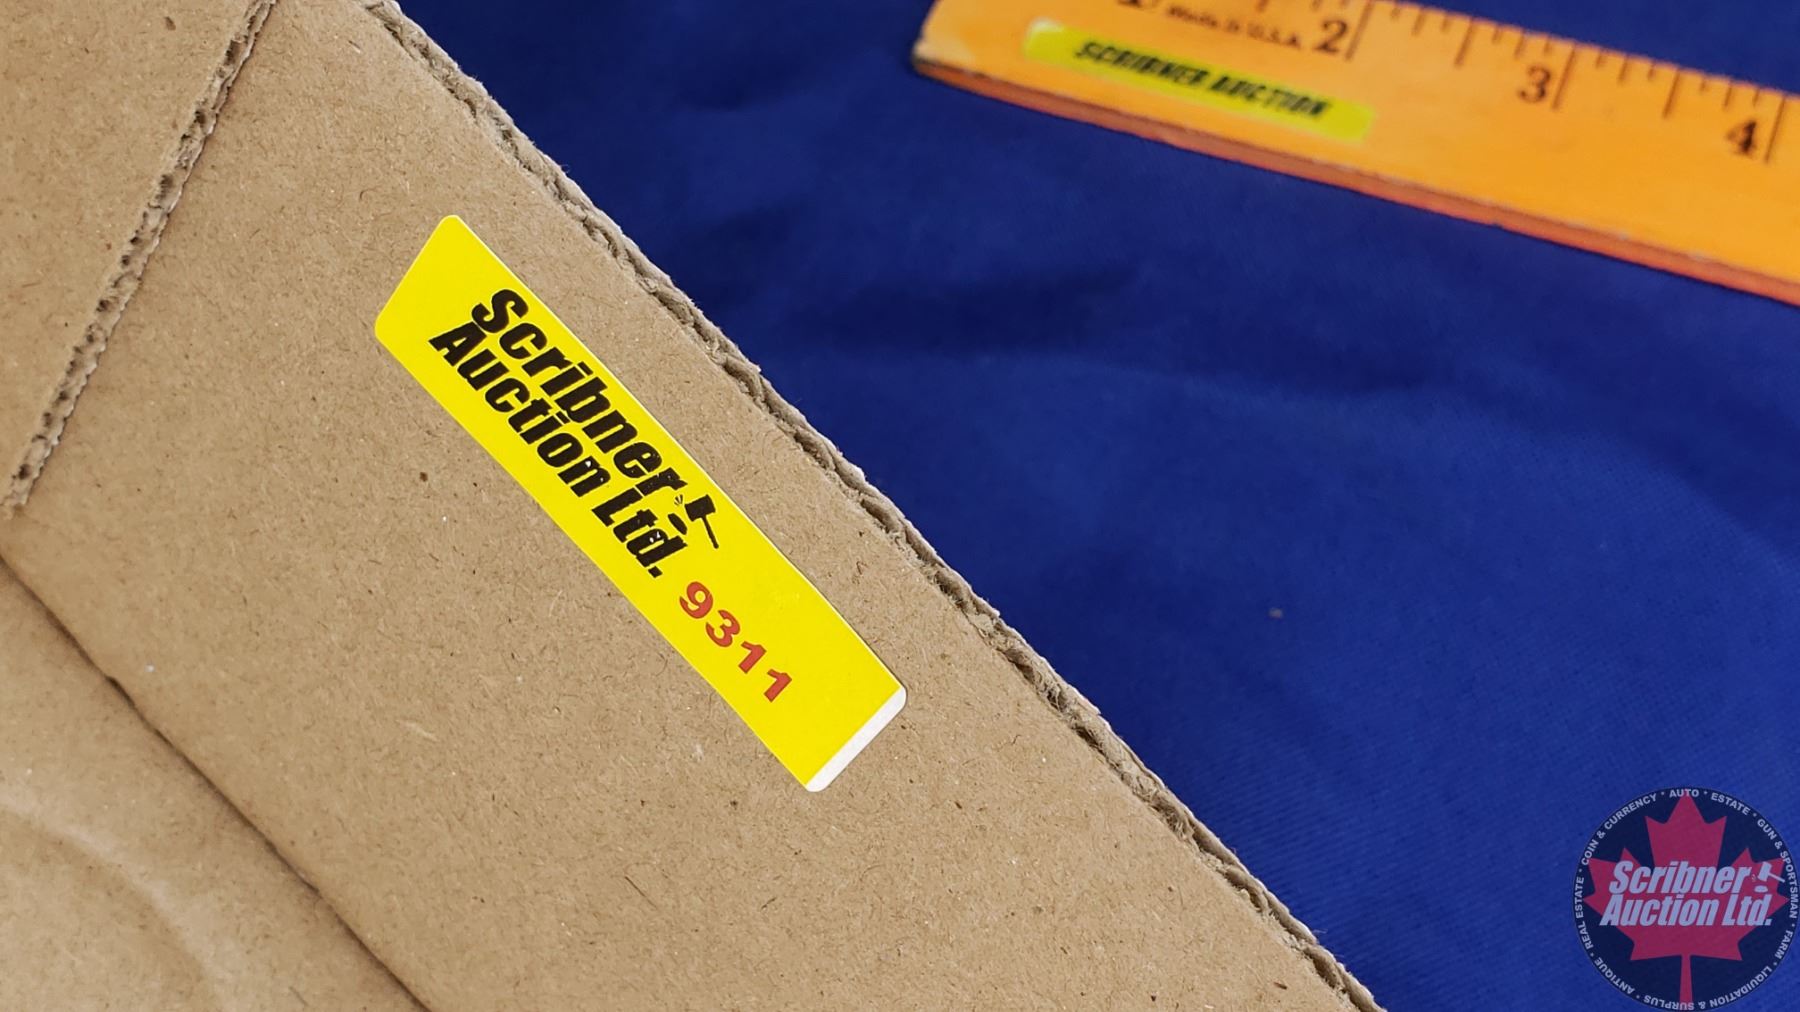 Made in U.S.A.
2
3
4
SCRIBNER AUCTION
Scribner
Auction Ltd.
9311
COIN & CURRENCY * AUTO * ESTATE * GUN & SPORTSMAN * FARM * LIQUIDATION & SURPLUS * ANTIQUE * REAL ESTATE *
Scribner
Auction Ltd.